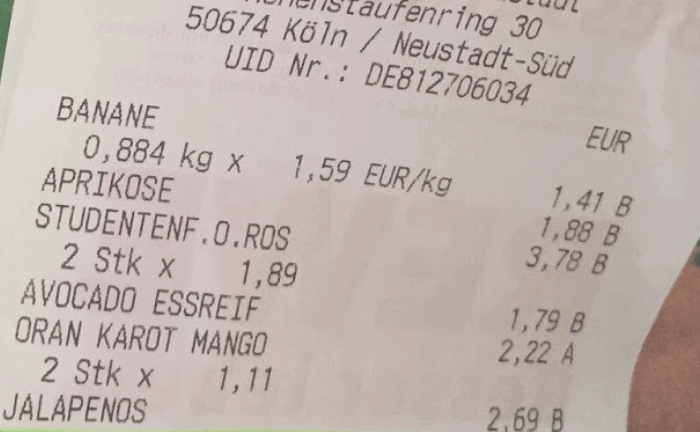 Hohenstaufenring 30
50674 Köln / Neustadt-Süd
UID Nr.: DE812706034
EUR
BANANE
0,884 kg x 1,59 EUR/kg 1,41 B
APRIKOSE 1,88 B
STUDENTENF.O.ROS 3,78 B
2 Stk x 1,89
AVOCADO ESSREIF 1,79 B
ORAN KAROT MANGO 2,22 A
2 Stk x 1,11
JALAPENOS 2,69 B